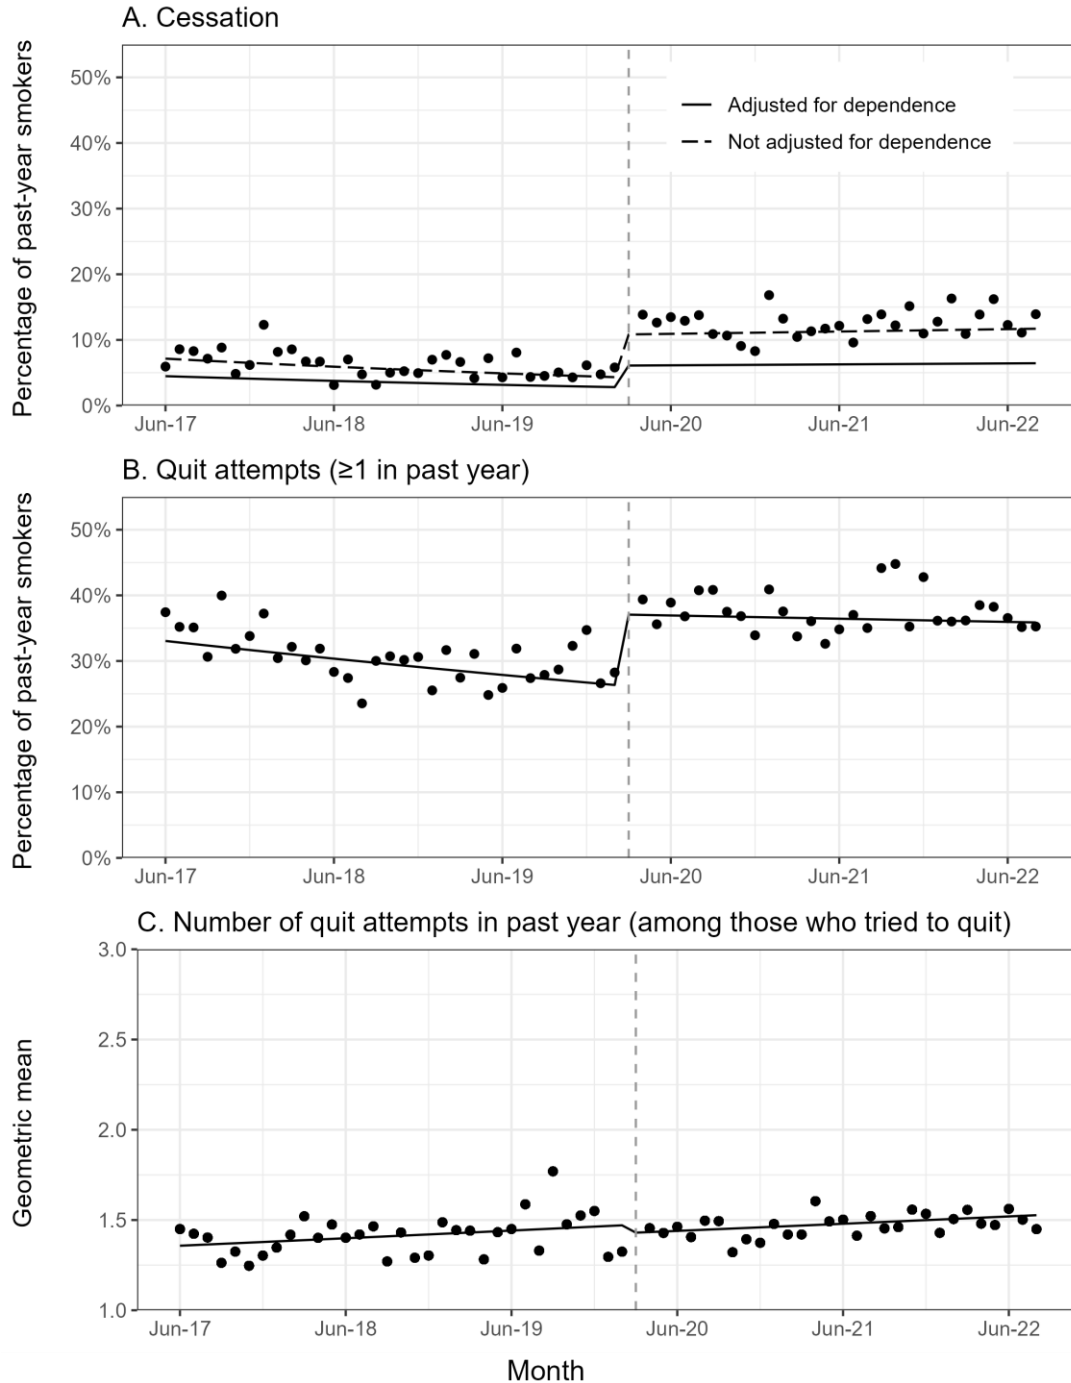 A. Cessation
Percentage of past-year smokers
50%
40%
30%
20%
10%
0%
Adjusted for dependence
Not adjusted for dependence
Jun-17 Jun-18 Jun-19 Jun-20 Jun-21 Jun-22
B. Quit attempts (≥1 in past year)
Percentage of past-year smokers
50%
40%
30%
20%
10%
0%
Jun-17 Jun-18 Jun-19 Jun-20 Jun-21 Jun-22
C. Number of quit attempts in past year (among those who tried to quit)
Geometric mean
3.0
2.5
2.0
1.5
1.0
Jun-17 Jun-18 Jun-19 Jun-20 Jun-21 Jun-22
Month